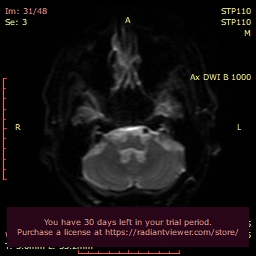 Im: 31/48
Se: 3
A
STP110
STP110
M
Ax DWI B 1000
R
L
You have 30 days left in your trial period.
Purchase a license at https://radiantviewer.com/store/